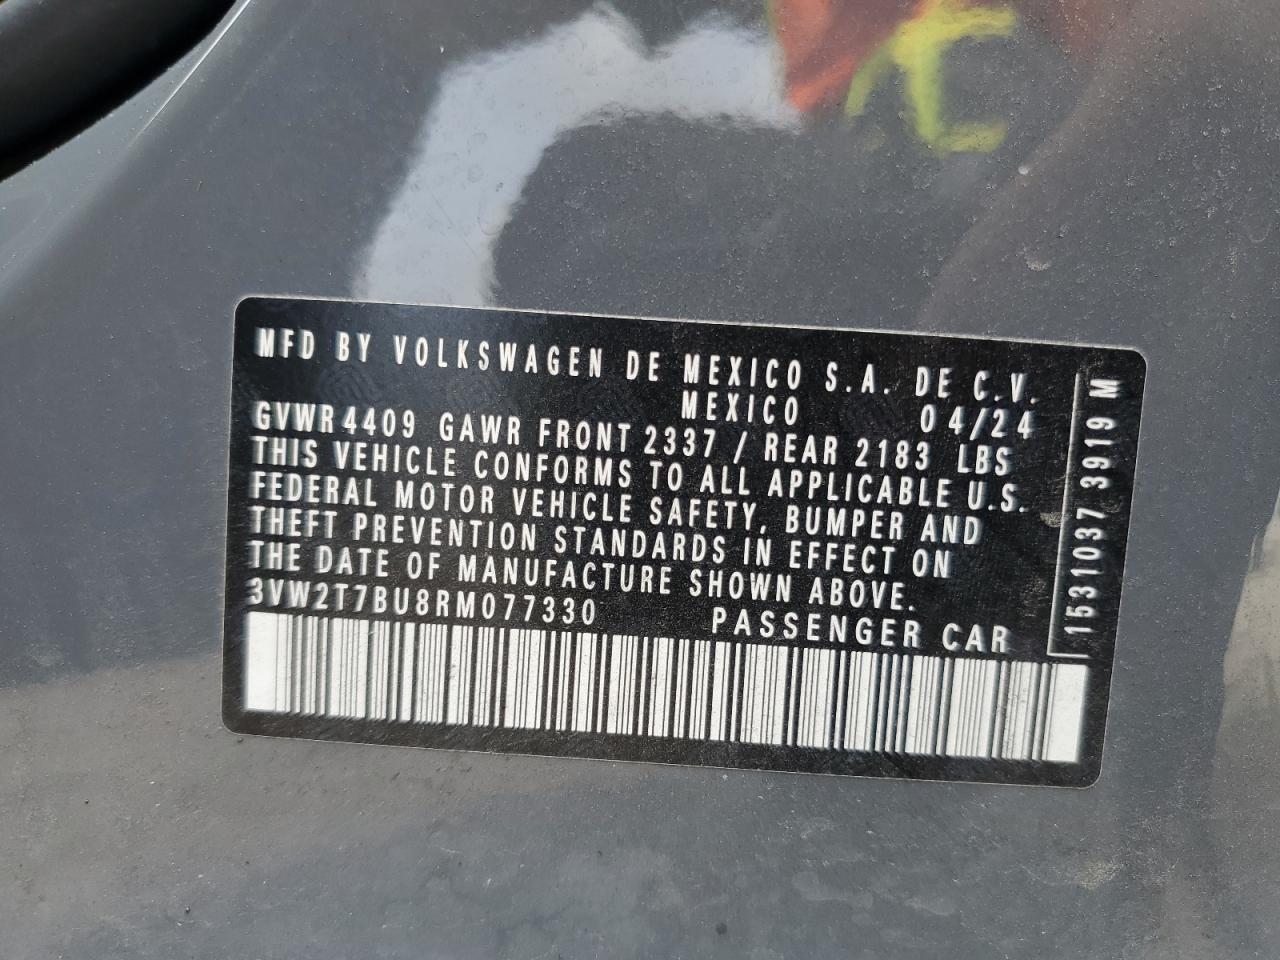 MFD BY VOLKSWAGEN DE MEXICO S.A. DE C.V.
MEXICO 04/24
GVWR 4409 GAWR FRONT 2337 / REAR 2183 LBS
THIS VEHICLE CONFORMS TO ALL APPLICABLE U.S.
FEDERAL MOTOR VEHICLE SAFETY, BUMPER AND
THEFT PREVENTION STANDARDS IN EFFECT ON
THE DATE OF MANUFACTURE SHOWN ABOVE.
3VW2T7BU8RM077330 PASSENGER CAR
1531037 3919 M